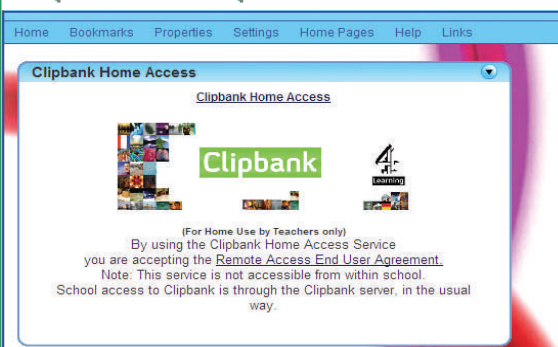 Home Bookmarks Properties Settings Home Pages Help Links
Clipbank Home Access
Clipbank Home Access
Clipbank
4
Learning
(For Home Use by Teachers only)
By using the Clipbank Home Access Service
you are accepting the Remote Access End User Agreement.
Note: This service is not accessible from within school.
School access to Clipbank is through the Clipbank server, in the usual
way.